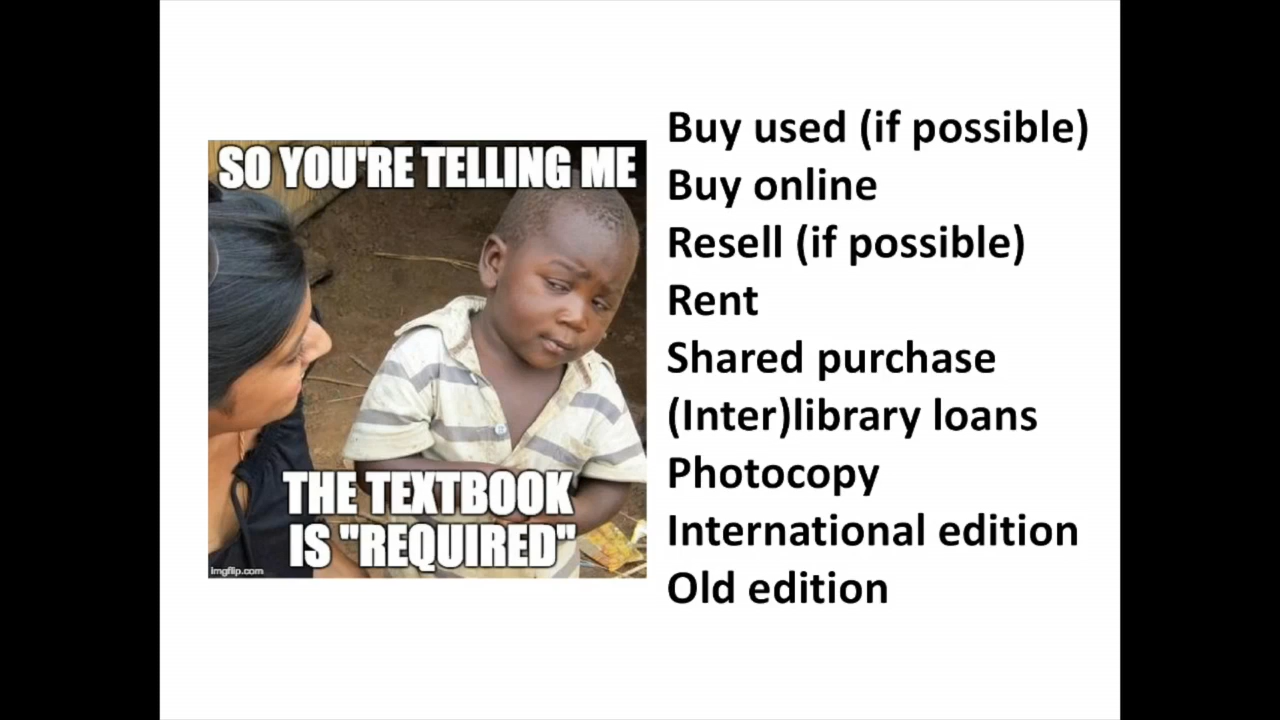 SO YOU'RE TELLING ME
THE TEXTBOOK
IS "REQUIRED"
imgflip.com
Buy used (if possible)
Buy online
Resell (if possible)
Rent
Shared purchase
(Inter)library loans
Photocopy
International edition
Old edition